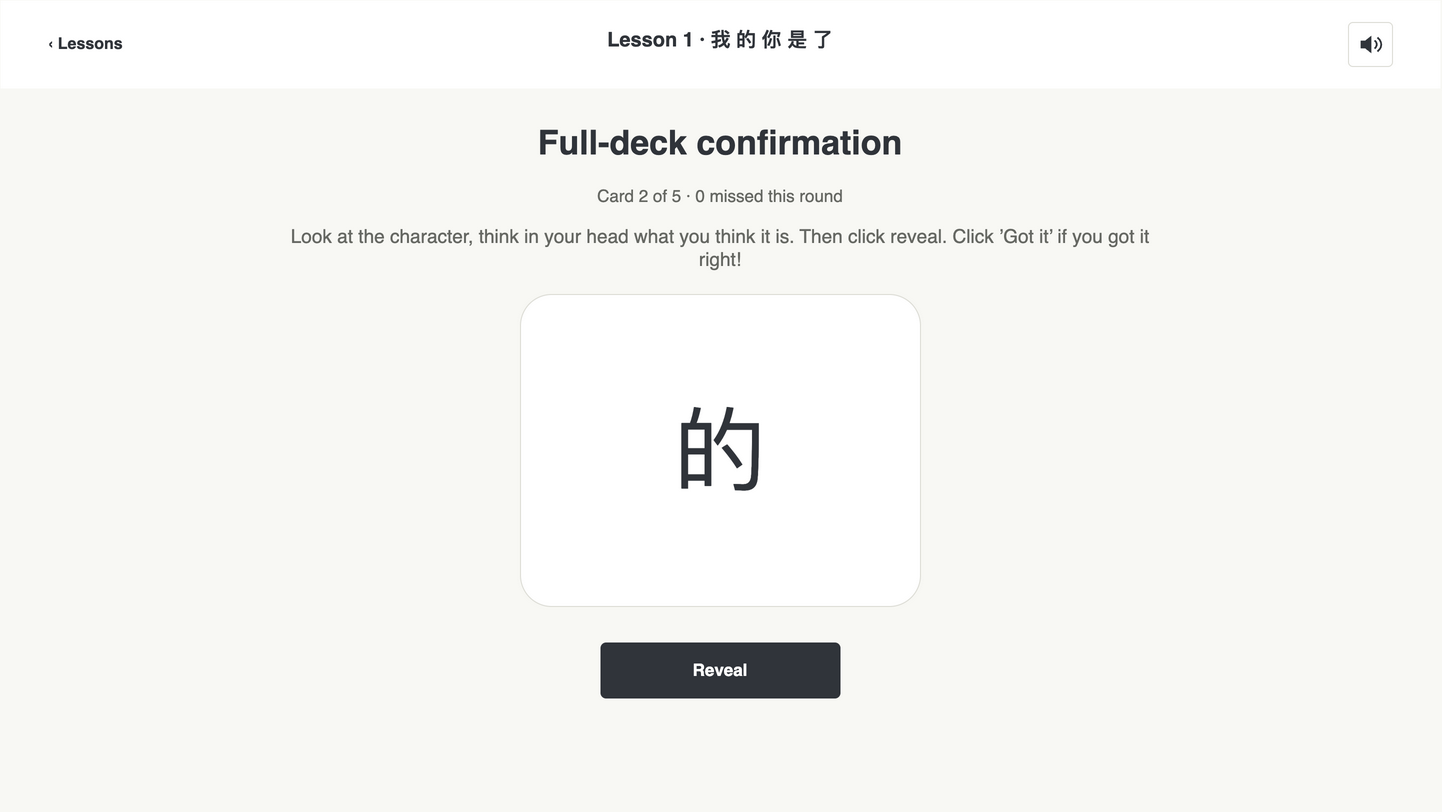 ‹ Lessons
Lesson 1 · 我 的 你 是 了
Full-deck confirmation
Card 2 of 5 · 0 missed this round
Look at the character, think in your head what you think it is. Then click reveal. Click ’Got it’ if you got it
right!
的
Reveal